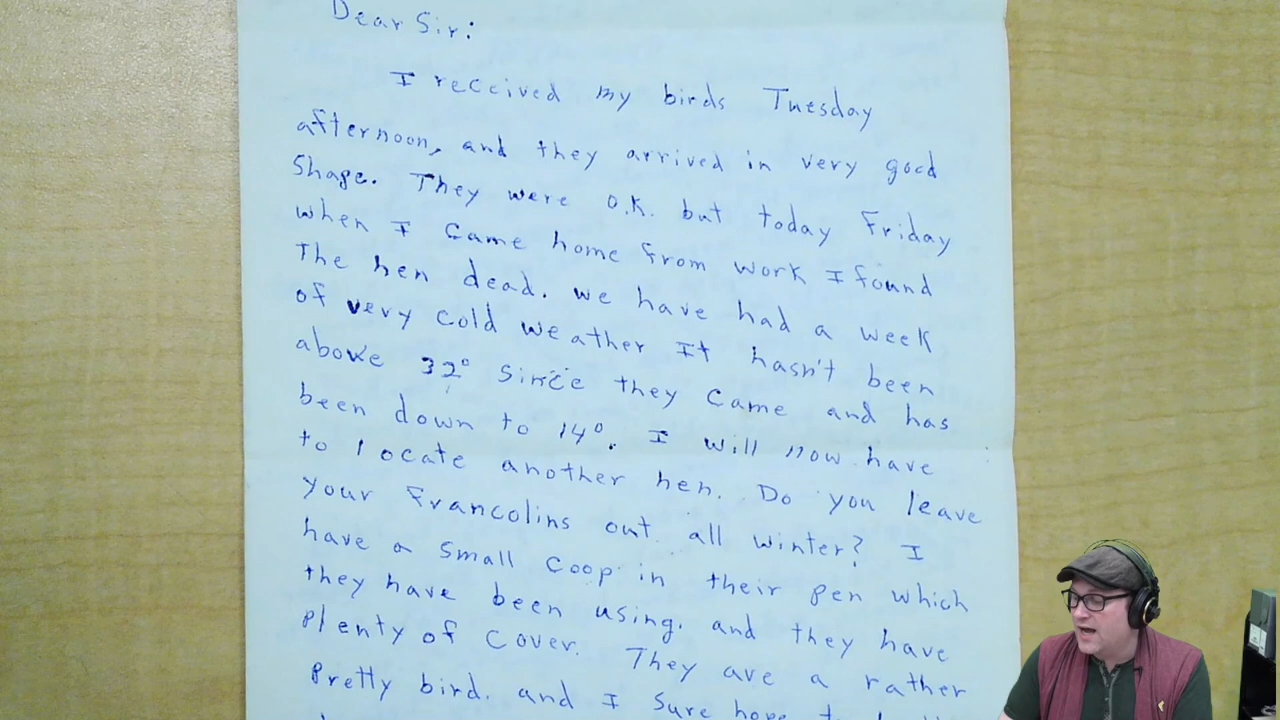 Dear Sir:
I received my birds Tuesday
afternoon, and they arrived in very good
Shape. They were O.K. but today Friday
when I came home from work I found
The hen dead. we have had a week
of very cold weather It hasn't been
above 32° Since they came and has
been down to 14°. I will now have
to locate another hen. Do you leave
your Francolins out all winter? I
have a small coop in their pen which
they have been using. and they have
plenty of cover. They are a rather
Pretty bird. and I Sure hope